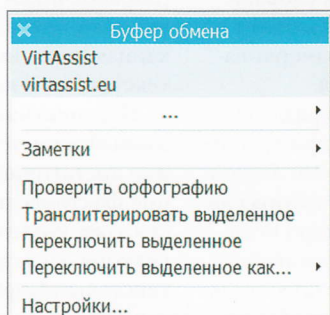 Буфер обмена
VirtAssist
virtassist.eu
...
Заметки
Проверить орфографию
Транслитерировать выделенное
Переключить выделенное
Переключить выделенное как...
Настройки...